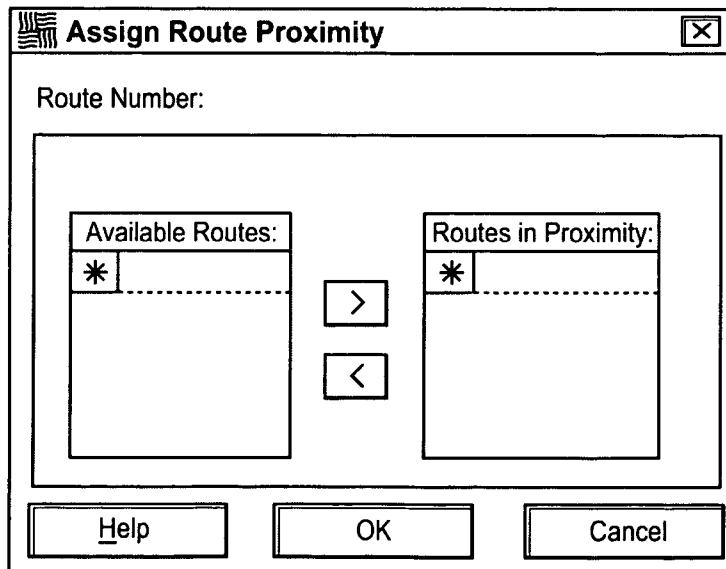 Assign Route Proximity
Route Number:
Available Routes:
Routes in Proximity:
*
*
>
<
Help
OK
Cancel